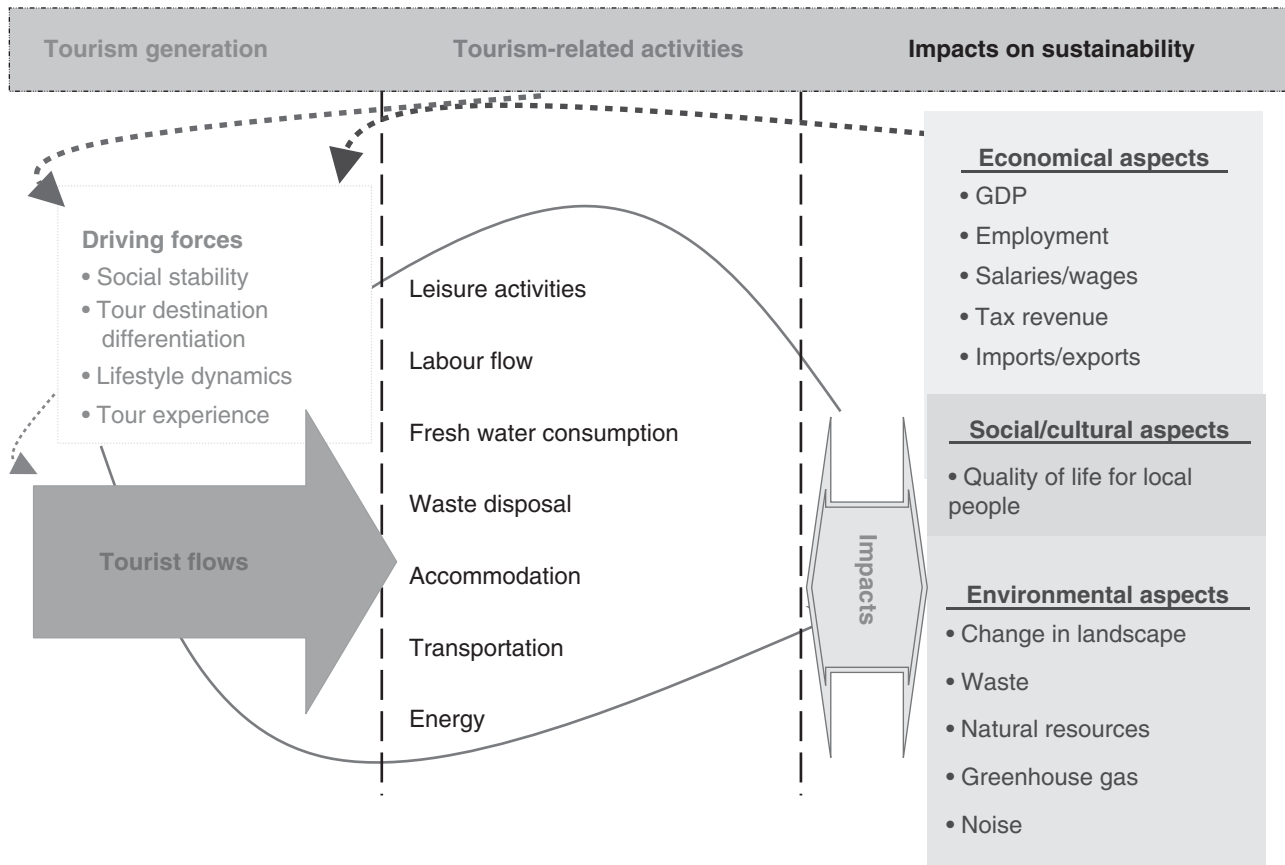 Tourism generation
Tourism-related activities
Impacts on sustainability
Driving forces
• Social stability
• Tour destination
differentiation
• Lifestyle dynamics
• Tour experience
Tourist flows
Leisure activities
Labour flow
Fresh water consumption
Waste disposal
Accommodation
Transportation
Energy
Impacts
Economical aspects
• GDP
• Employment
• Salaries/wages
• Tax revenue
• Imports/exports
Social/cultural aspects
• Quality of life for local
people
Environmental aspects
• Change in landscape
• Waste
• Natural resources
• Greenhouse gas
• Noise